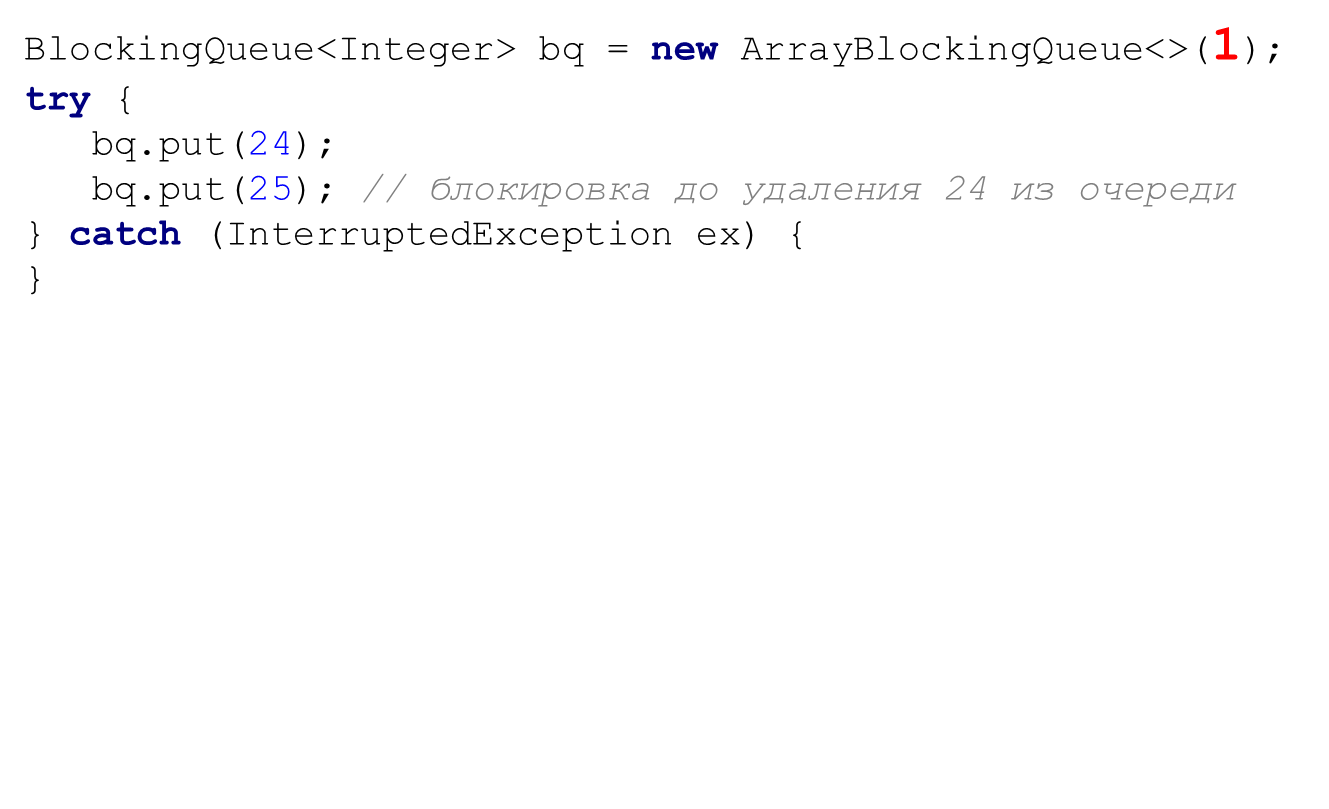 BlockingQueue<Integer> bq = new ArrayBlockingQueue<>(1);
try {
   bq.put(24);
   bq.put(25); // блокировка до удаления 24 из очереди
} catch (InterruptedException ex) {
}